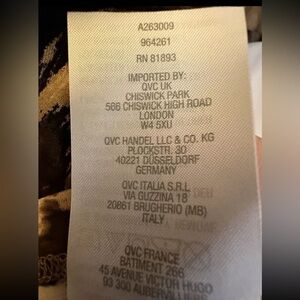 A263009
964261
RN 81893
IMPORTED BY:
QVC UK
CHISWICK PARK
566 CHISWICK HIGH ROAD
LONDON
W4 5XU
QVC HANDEL LLC & CO. KG
PLOCKSTR. 30
40221 DÜSSELDORF
GERMANY
QVC ITALIA S.R.L
VIA GUZZINA 18
20861 BRUGHERIO (MB)
ITALY
QVC FRANCE
BATIMENT 266
45 AVENUE VICTOR HUGO
93 300